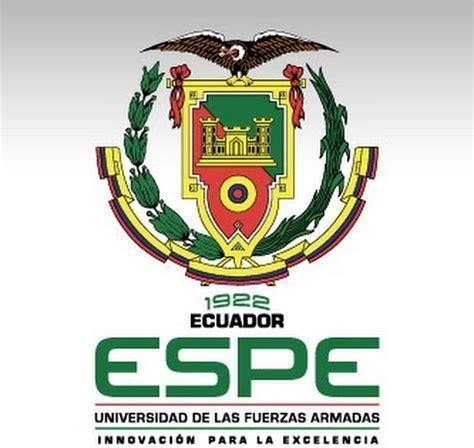 1922
ECUADOR
ESPE
UNIVERSIDAD DE LAS FUERZAS ARMADAS
INNOVACIÓN PARA LA EXCELENCIA